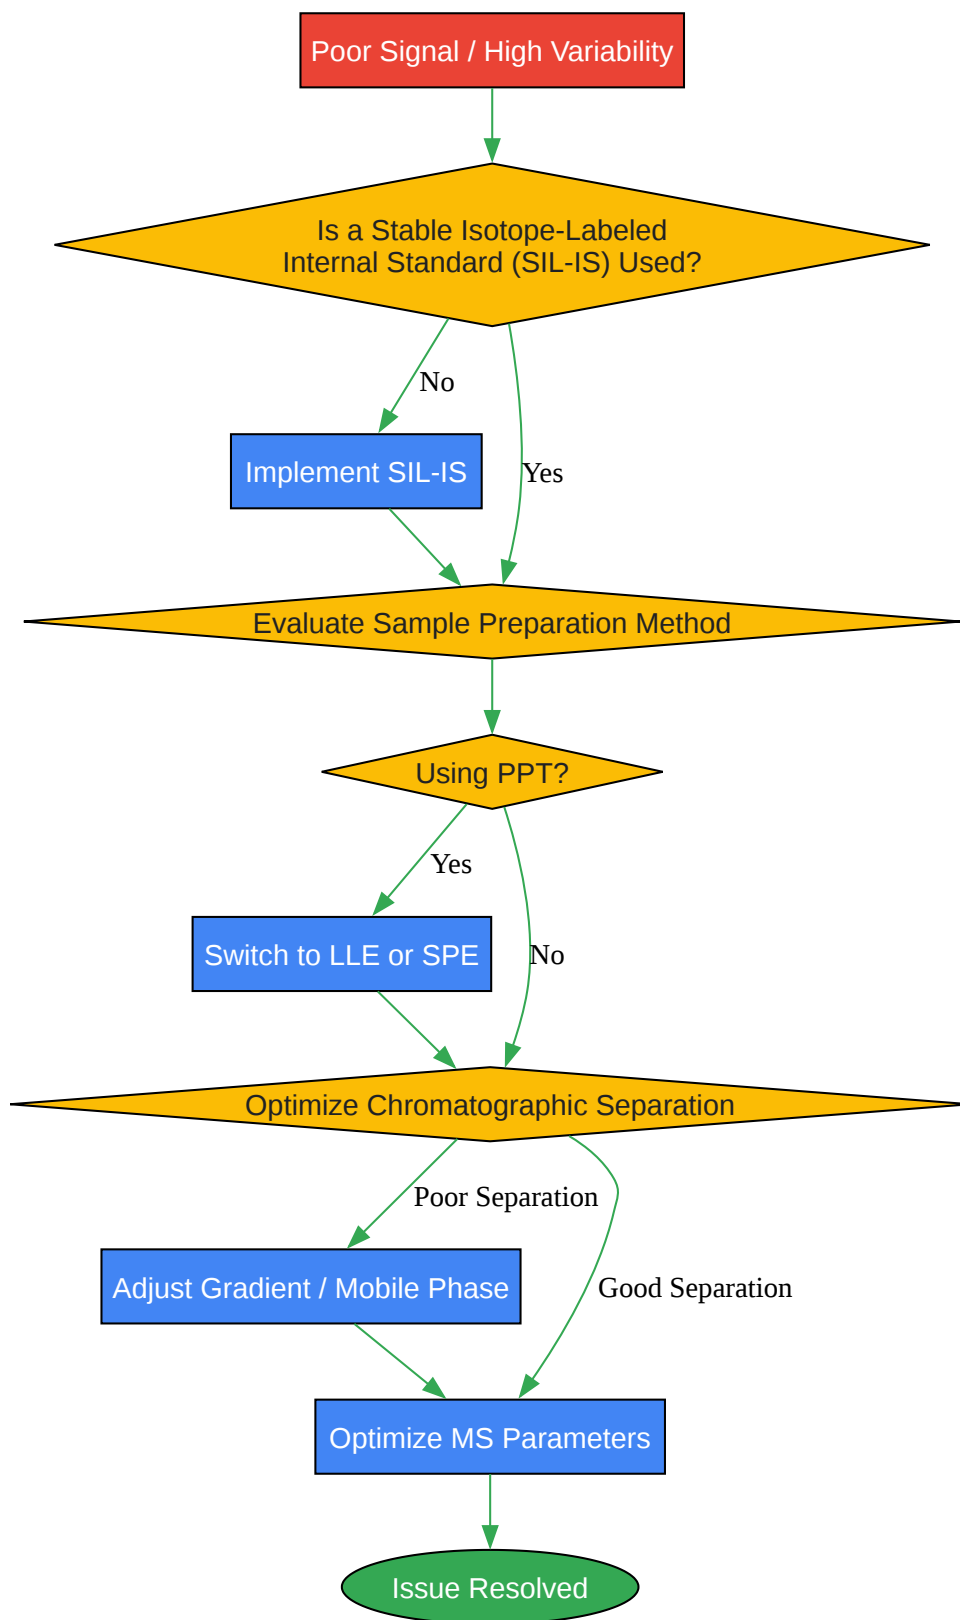 Poor Signal / High Variability
Is a Stable Isotope-Labeled
Internal Standard (SIL-IS) Used?
No
Implement SIL-IS
Yes
Evaluate Sample Preparation Method
Using PPT?
Yes
Switch to LLE or SPE
No
Optimize Chromatographic Separation
Poor Separation
Adjust Gradient / Mobile Phase
Good Separation
Optimize MS Parameters
Issue Resolved